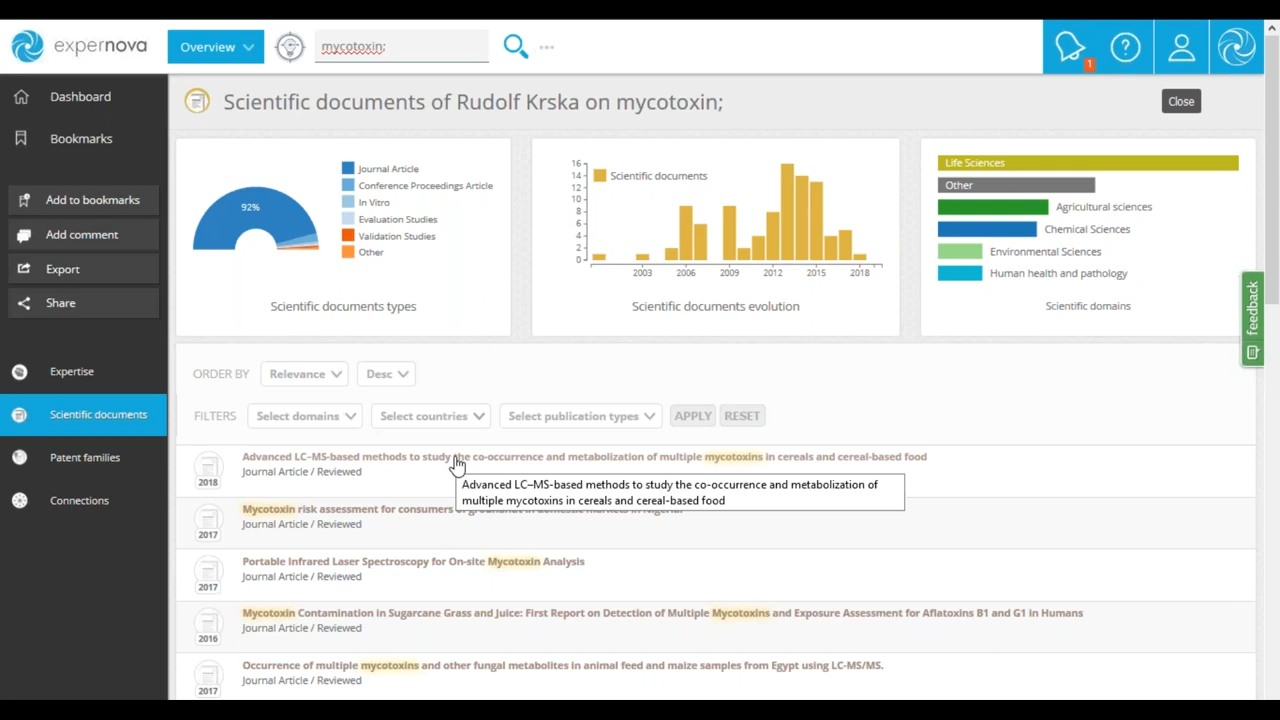 expernova
Overview
mycotoxin;
1
Dashboard
Bookmarks
Add to bookmarks
Add comment
Export
Share
Expertise
Scientific documents
Patent families
Connections
Scientific documents of Rudolf Krska on mycotoxin;
Close
92%
Journal Article
Conference Proceedings Article
In Vitro
Evaluation Studies
Validation Studies
Other
Scientific documents types
16
14
12
10
8
6
4
2
0
Scientific documents
2003 2006 2009 2012 2015 2018
Scientific documents evolution
Life Sciences
Other
Agricultural sciences
Chemical Sciences
Environmental Sciences
Human health and pathology
Scientific domains
feedback
ORDER BY Relevance Desc
FILTERS Select domains Select countries Select publication types APPLY RESET
Advanced LC–MS-based methods to study the co-occurrence and metabolization of multiple mycotoxins in cereals and cereal-based food
Journal Article / Reviewed
2018
Advanced LC–MS-based methods to study the co-occurrence and metabolization of
multiple mycotoxins in cereals and cereal-based food
Mycotoxin risk assessment for consumers of groundnut in domestic markets in Nigeria.
Journal Article / Reviewed
2017
Portable Infrared Laser Spectroscopy for On-site Mycotoxin Analysis
Journal Article / Reviewed
2017
Mycotoxin Contamination in Sugarcane Grass and Juice: First Report on Detection of Multiple Mycotoxins and Exposure Assessment for Aflatoxins B1 and G1 in Humans
Journal Article / Reviewed
2016
Occurrence of multiple mycotoxins and other fungal metabolites in animal feed and maize samples from Egypt using LC-MS/MS.
Journal Article / Reviewed
2017